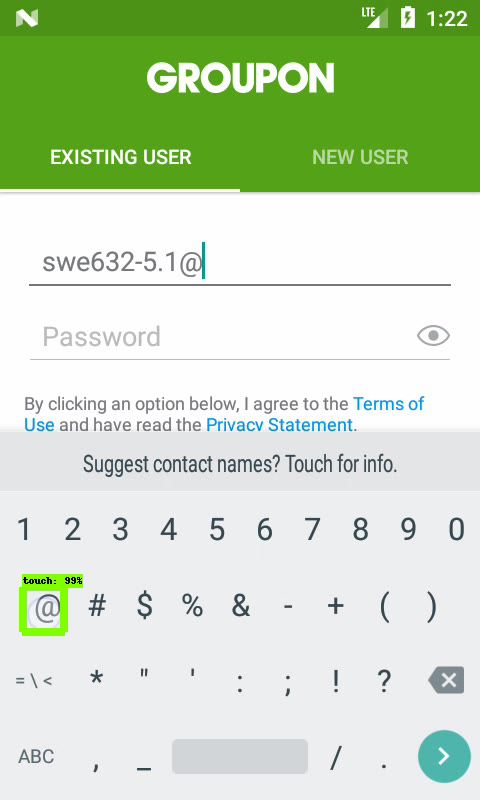 LTE 1:22
GROUPON
EXISTING USER NEW USER
swe632-5.1@
Password
By clicking an option below, I agree to the Terms of
Use and have read the Privacy Statement.
Suggest contact names? Touch for info.
1 2 3 4 5 6 7 8 9 0
touch: 99%
@ # $ % & - + ( )
= \ < * " ' : ; ! ?
ABC , _ / .